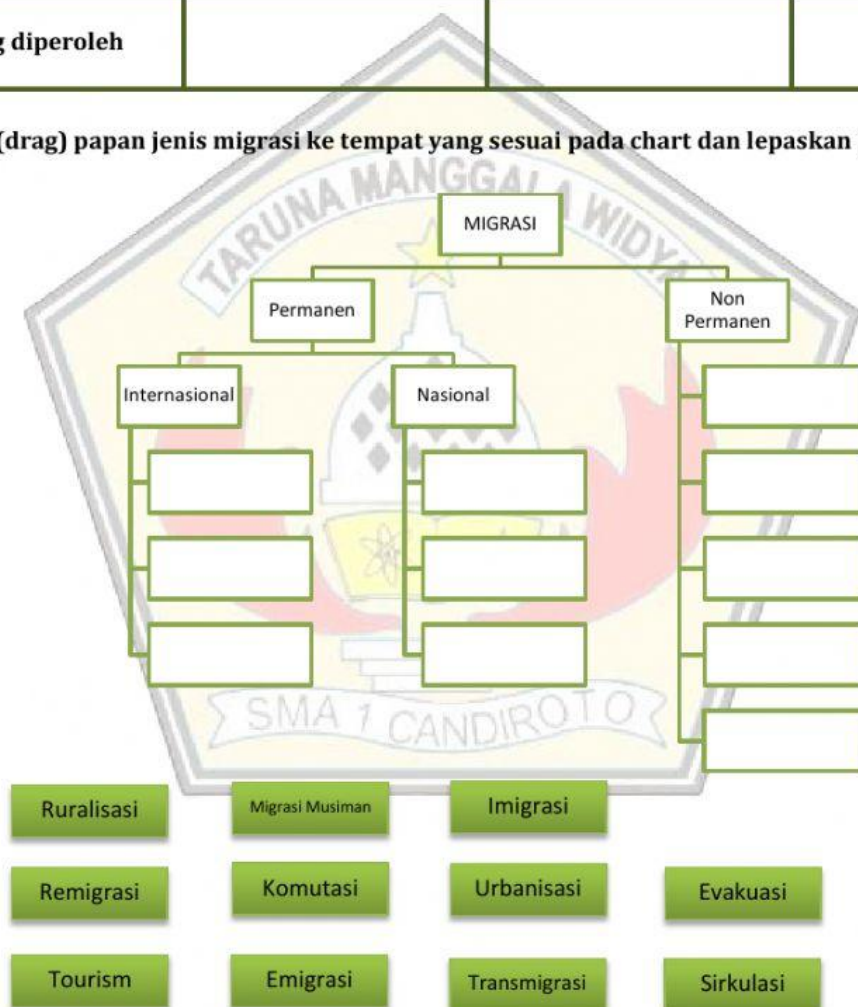 g diperoleh
(drag) papan jenis migrasi ke tempat yang sesuai pada chart dan lepaskan
TARUNA MANGGALA WIDYA
MIGRASI
Permanen
Non
Permanen
Internasional
Nasional
SMA 1 CANDIROTO
Ruralisasi
Migrasi Musiman
Imigrasi
Remigrasi
Komutasi
Urbanisasi
Evakuasi
Tourism
Emigrasi
Transmigrasi
Sirkulasi